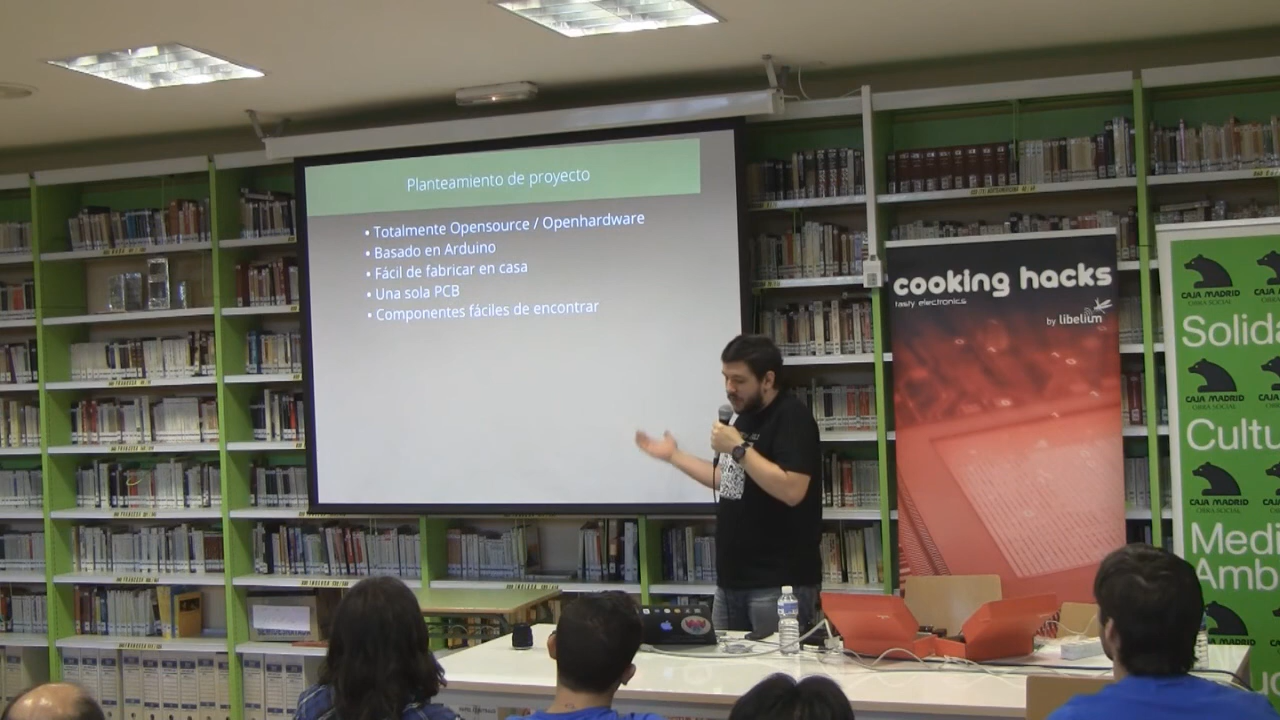 Planteamiento de proyecto
• Totalmente Opensource / Openhardware
• Basado en Arduino
• Fácil de fabricar en casa
• Una sola PCB
• Componentes fáciles de encontrar
cooking hacks
tasty electronics
by libelium
CAJA MADRID
OBRA SOCIAL
Solida
CAJA MADRID
OBRA SOCIAL
Cultu
CAJA MADRID
OBRA SOCIAL
Medi
Amb
CAJA MADRID